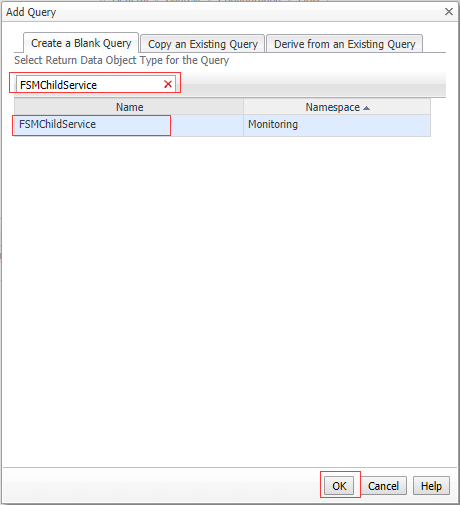 Add Query
Create a Blank Query Copy an Existing Query Derive from an Existing Query
Select Return Data Object Type for the Query
FSMChildService
Name Namespace
FSMChildService Monitoring
OK Cancel Help